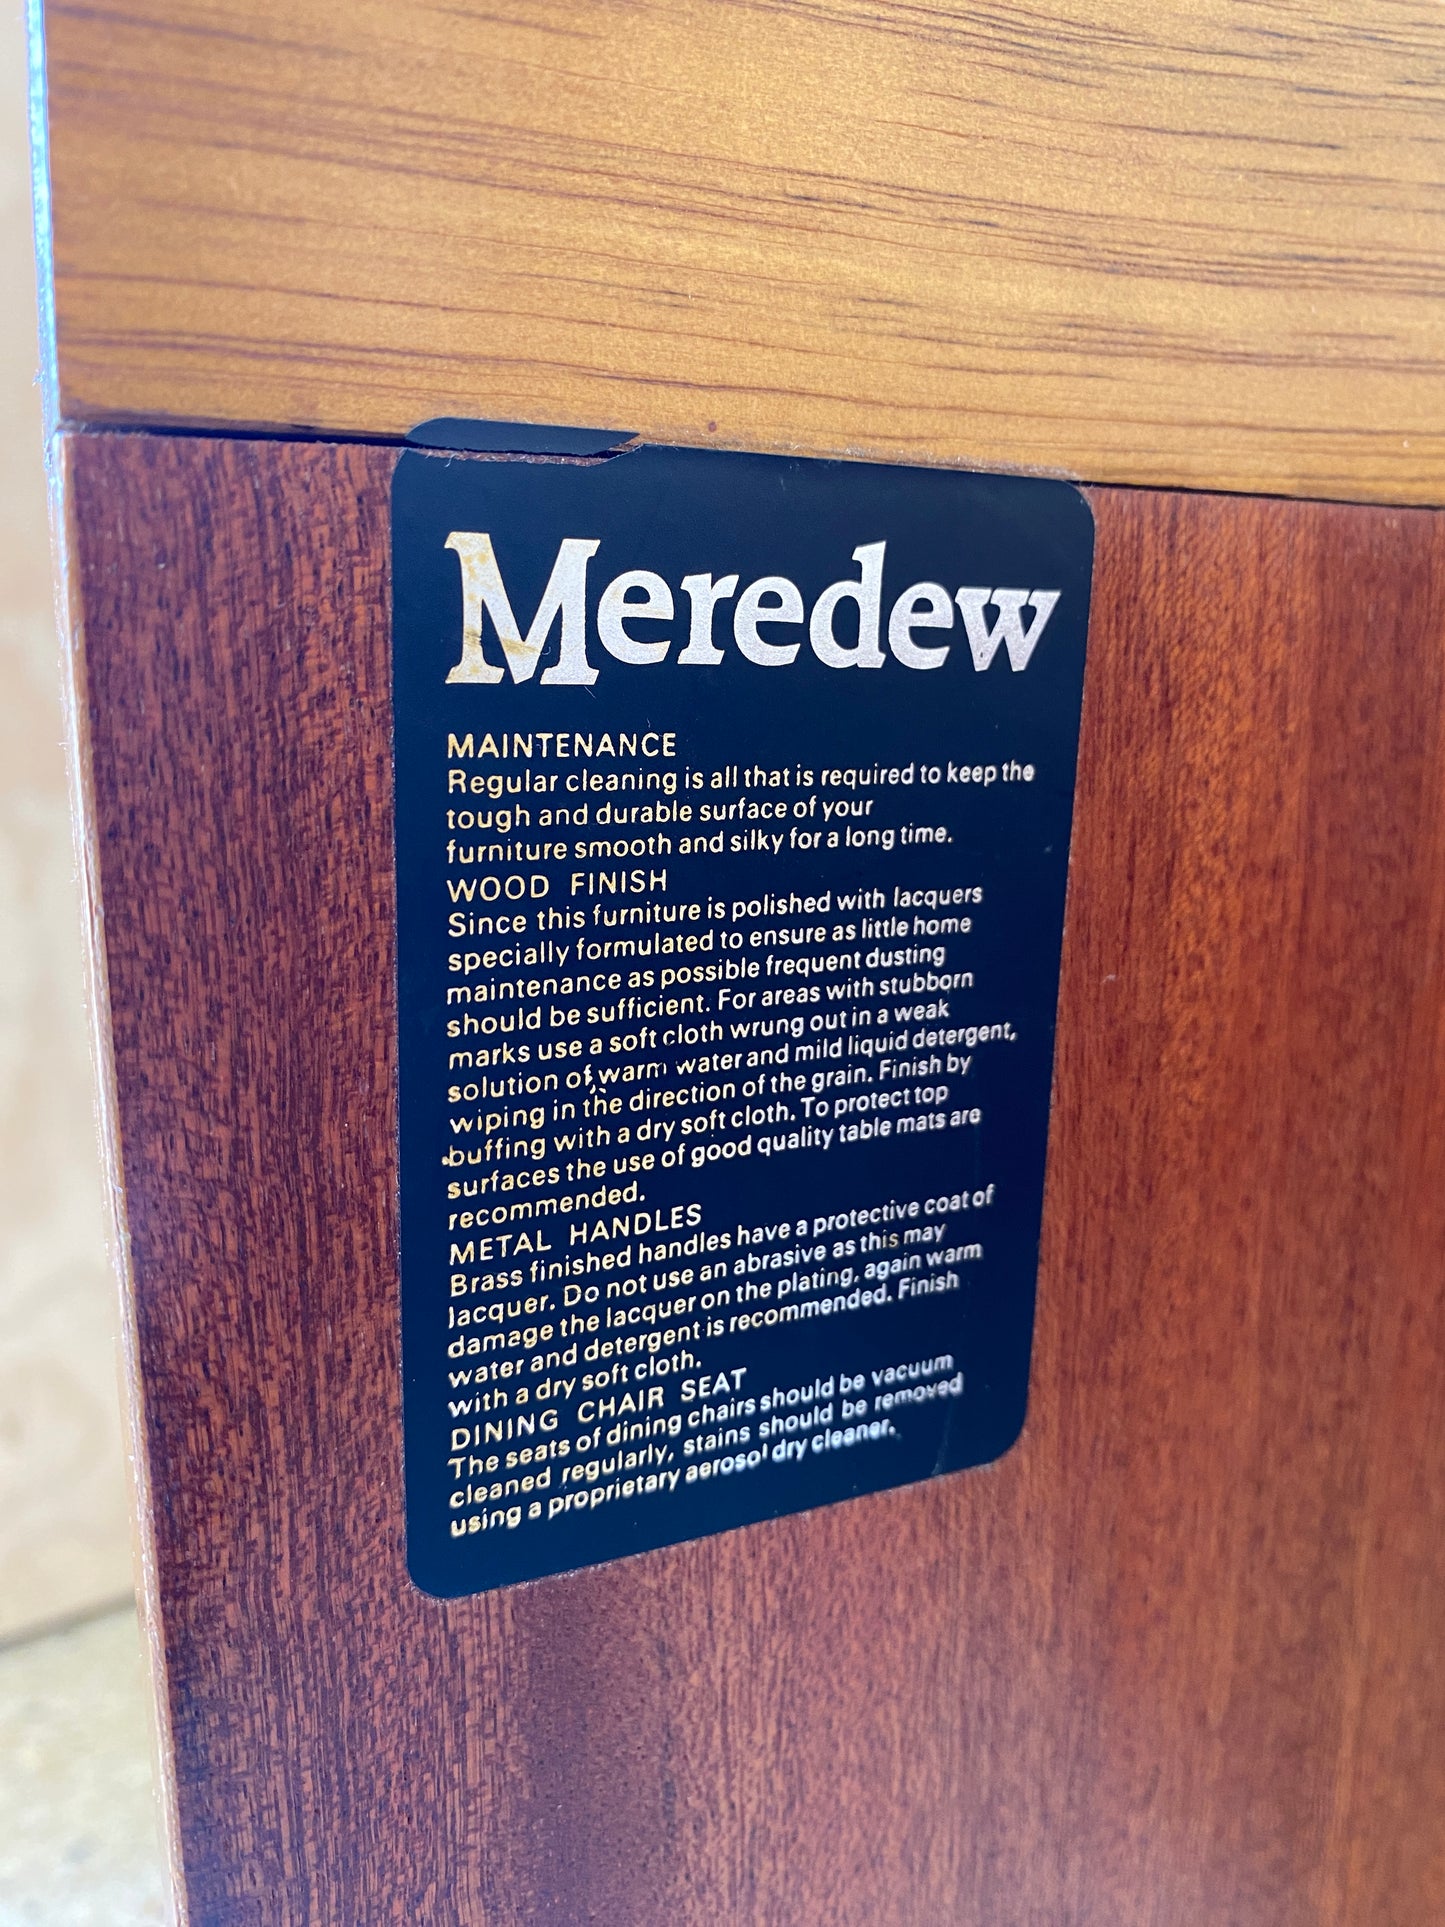 Meredew
MAINTENANCE
Regular cleaning is all that is required to keep the
tough and durable surface of your
furniture smooth and silky for a long time.
WOOD FINISH
Since this furniture is polished with lacquers
specially formulated to ensure as little home
maintenance as possible frequent dusting
should be sufficient. For areas with stubborn
marks use a soft cloth wrung out in a weak
solution of warm water and mild liquid detergent,
wiping in the direction of the grain. Finish by
buffing with a dry soft cloth. To protect top
surfaces the use of good quality table mats are
recommended.
METAL HANDLES
Brass finished handles have a protective coat of
lacquer. Do not use an abrasive as this may
damage the lacquer on the plating, again warm
water and detergent is recommended. Finish
with a dry soft cloth.
DINING CHAIR SEAT
The seats of dining chairs should be vacuum
cleaned regularly, stains should be removed
using a proprietary aerosol dry cleaner.